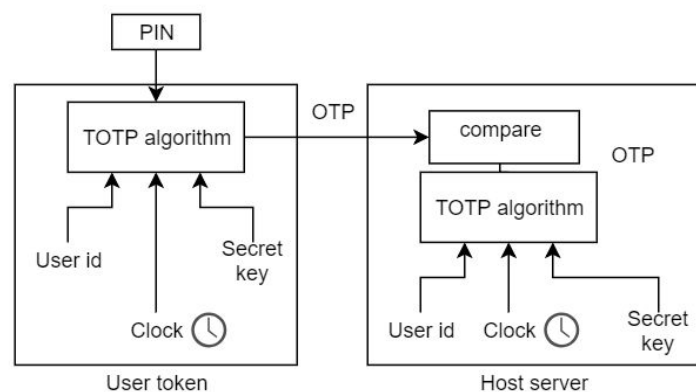 PIN
TOTP algorithm
User id
Secret
key
Clock
User token
OTP
compare
OTP
TOTP algorithm
User id
Clock
Secret
key
Host server